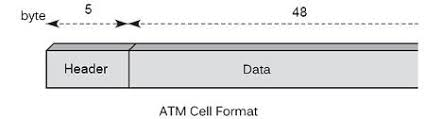 byte 5 48
Header Data
ATM Cell Format